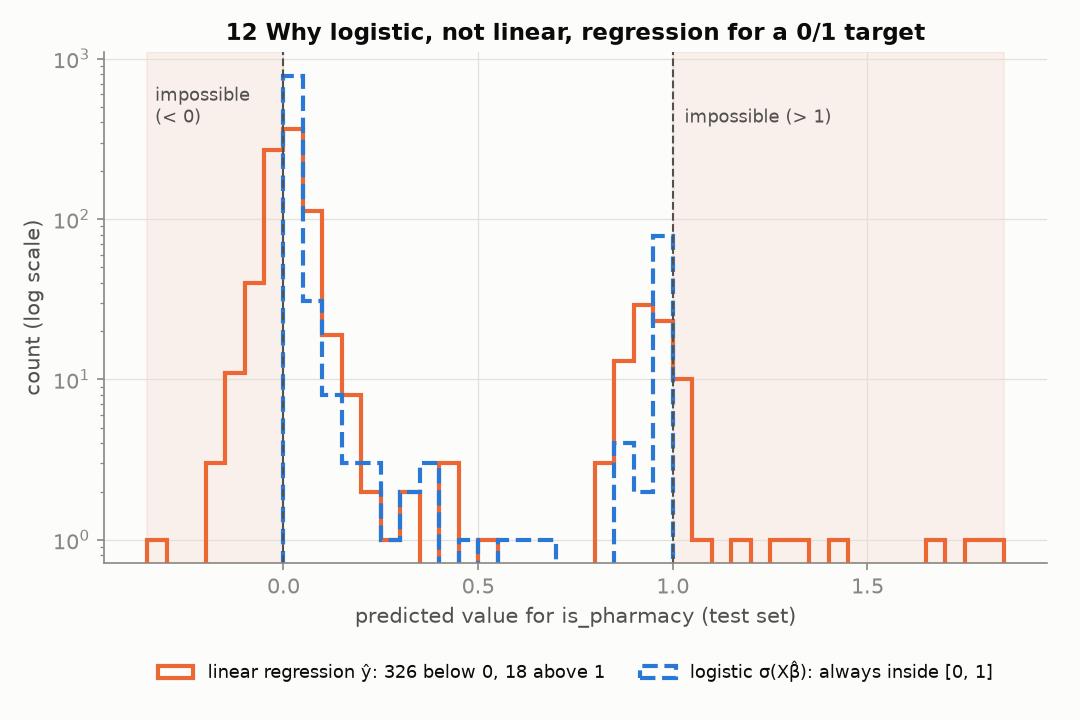 12 Why logistic, not linear, regression for a 0/1 target
count (log scale)
10³
10²
10¹
10⁰
impossible
(< 0)
impossible (> 1)
0.0
0.5
1.0
1.5
predicted value for is_pharmacy (test set)
linear regression ŷ: 326 below 0, 18 above 1
logistic σ(Xβ̂): always inside [0, 1]